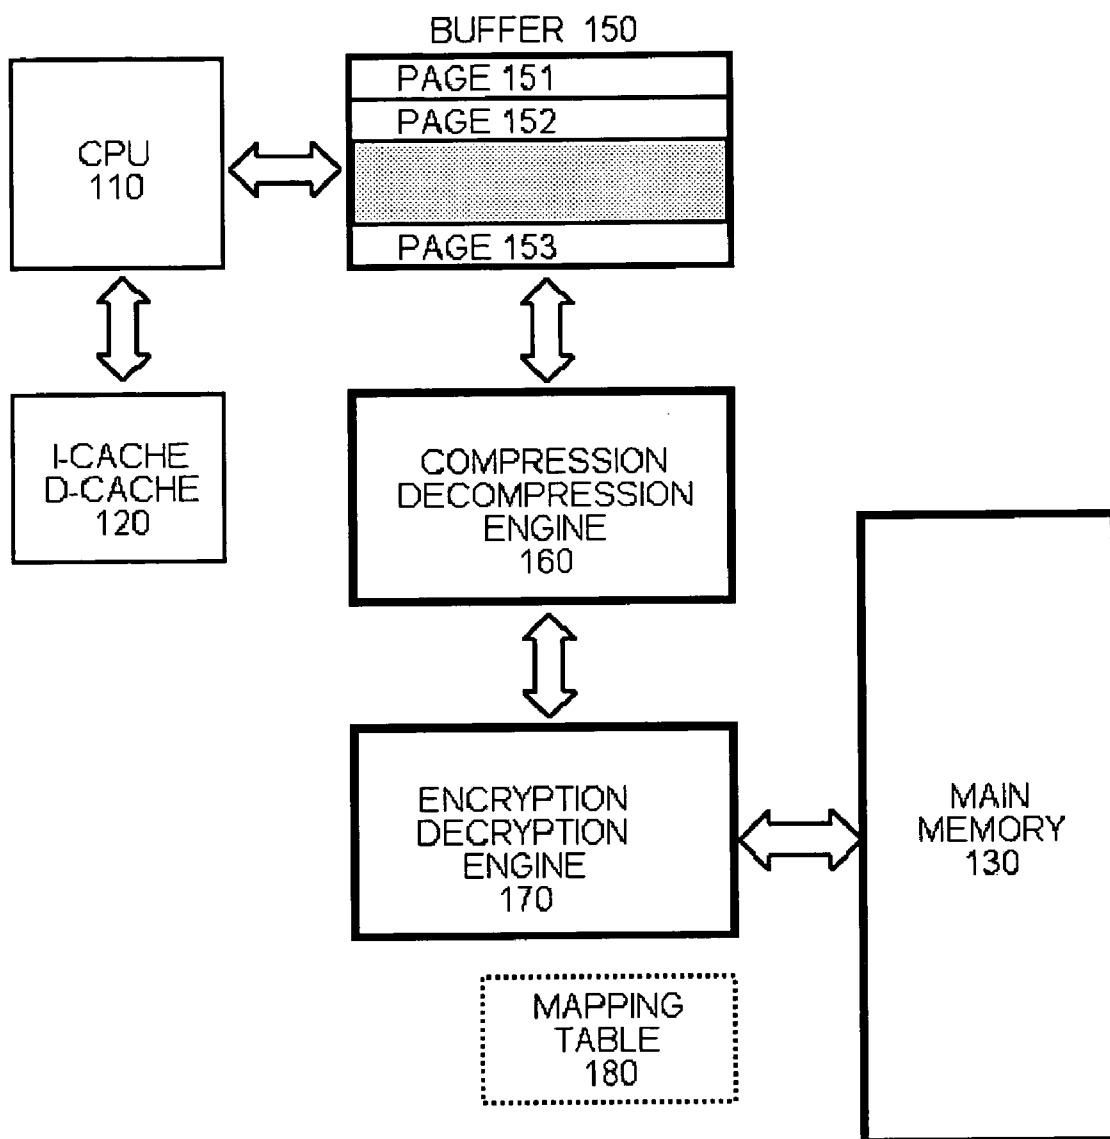 BUFFER 150
PAGE 151
PAGE 152
PAGE 153
CPU
110
I-CACHE
D-CACHE
120
COMPRESSION
DECOMPRESSION
ENGINE
160
ENCRYPTION
DECRYPTION
ENGINE
170
MAIN
MEMORY
130
MAPPING
TABLE
180